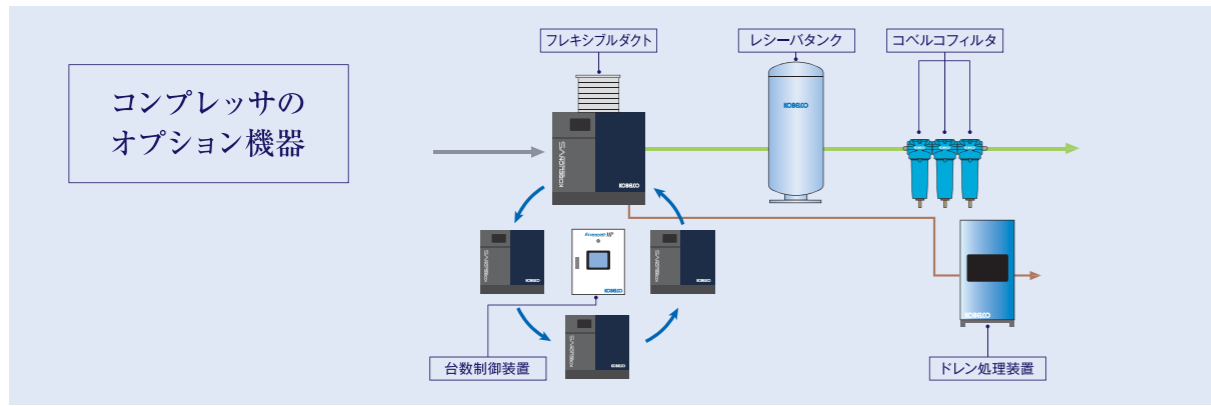 コンプレッサの
オプション機器
フレキシブルダクト
レシーバタンク
コベルコフィルタ
台数制御装置
ドレン処理装置